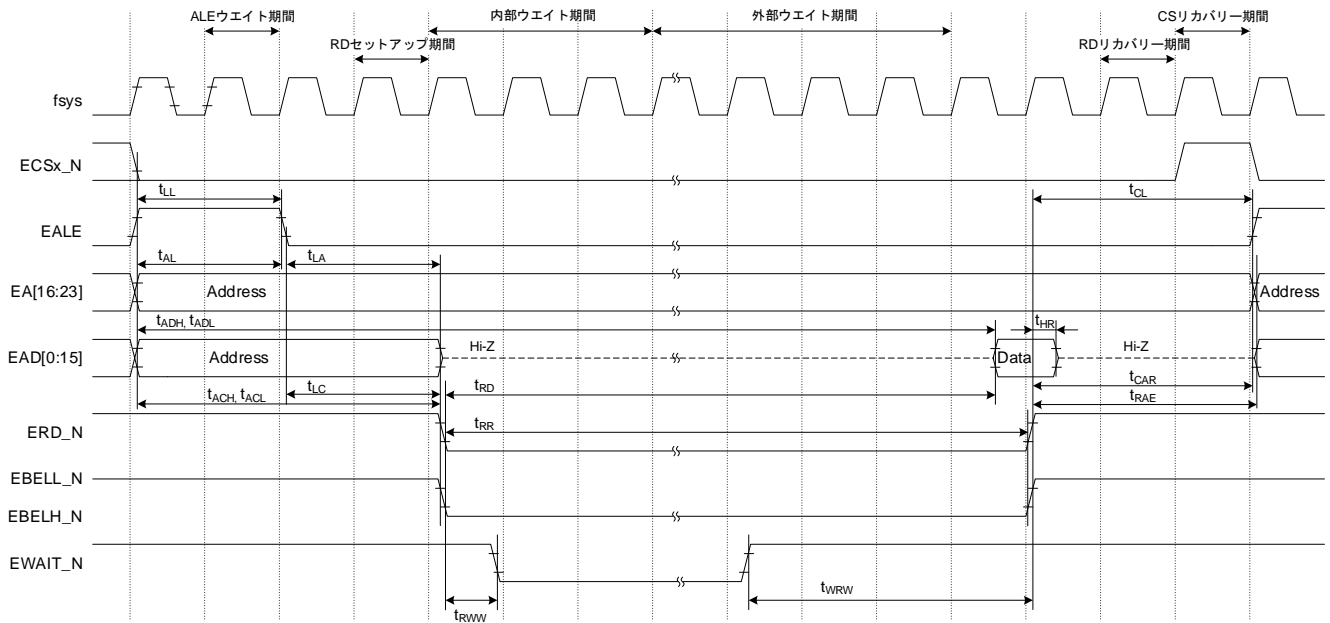 ALEウエイト期間
内部ウエイト期間
外部ウエイト期間
CSリカバリー期間
RDセットアップ期間
RDリカバリー期間
fsys
ECSx_N
tLL
tCL
EALE
tAL
tLA
EA[16:23]
Address
Address
tADH, tADL
tHR
EAD[0:15]
Address
Hi-Z
Data
Hi-Z
tACH, tACL
tLC
tRD
tCAR
tRAE
ERD_N
tRR
EBELL_N
EBELH_N
EWAIT_N
tRWW
tWRW